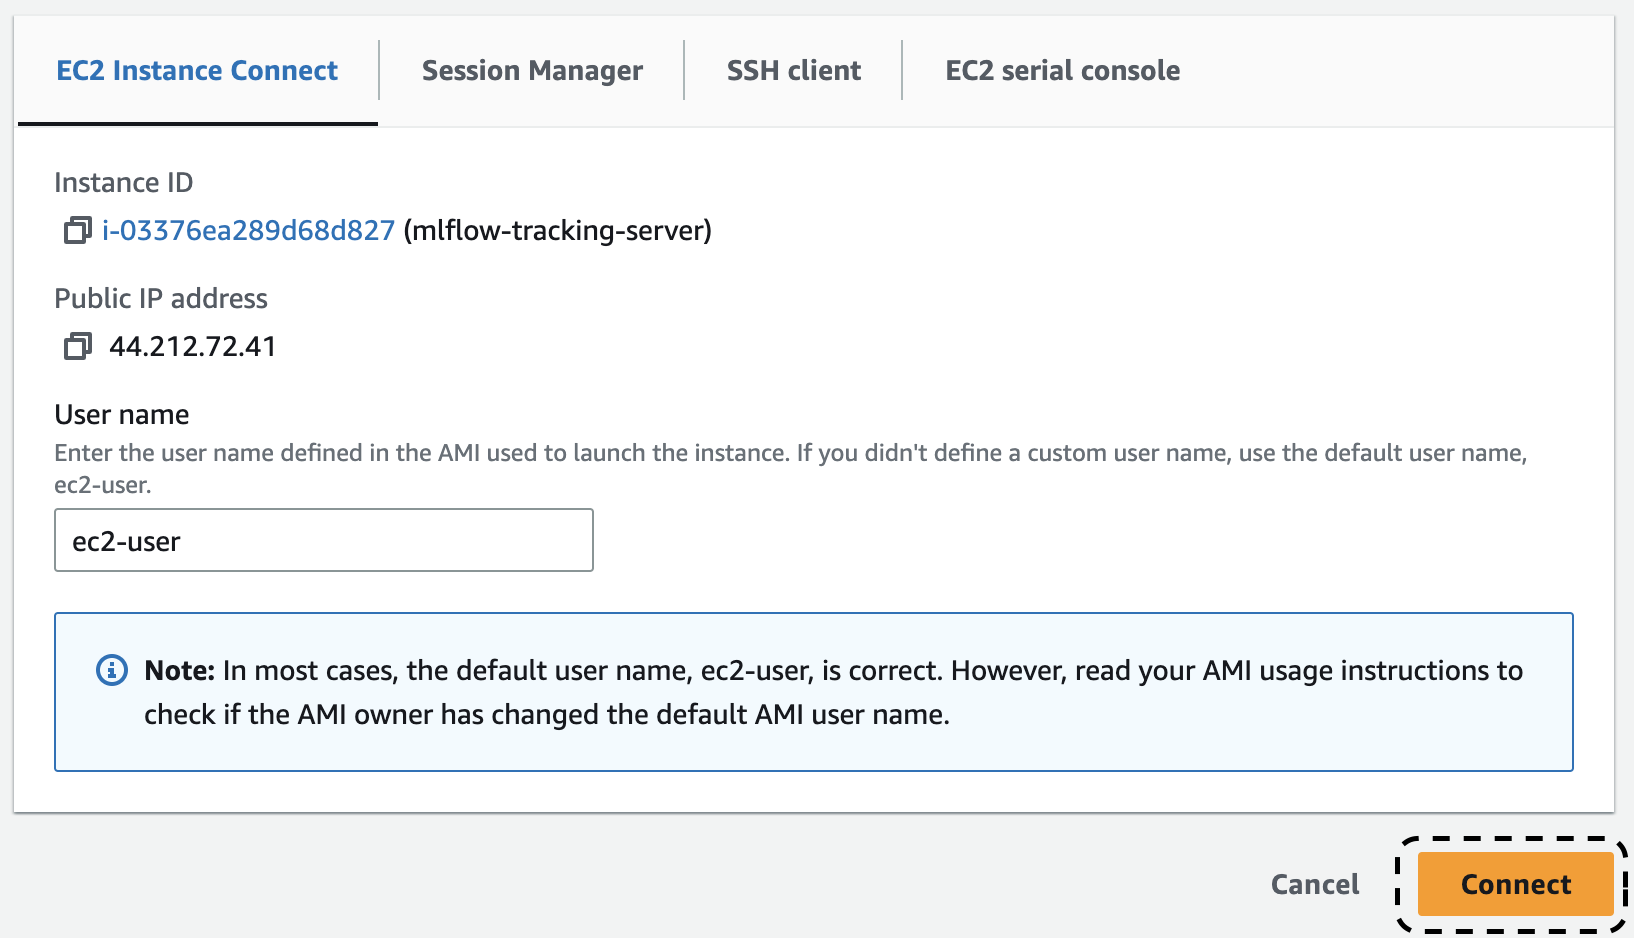 EC2 Instance Connect
Session Manager
SSH client
EC2 serial console
Instance ID
i-03376ea289d68d827 (mlflow-tracking-server)
Public IP address
44.212.72.41
User name
Enter the user name defined in the AMI used to launch the instance. If you didn't define a custom user name, use the default user name,
ec2-user.
ec2-user
Note: In most cases, the default user name, ec2-user, is correct. However, read your AMI usage instructions to
check if the AMI owner has changed the default AMI user name.
Cancel
Connect